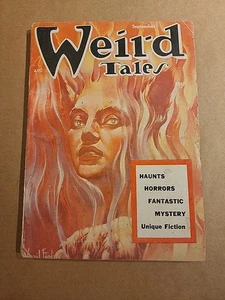 September
Weird
Tales
HAUNTS
HORRORS
FANTASTIC
MYSTERY
Unique Fiction